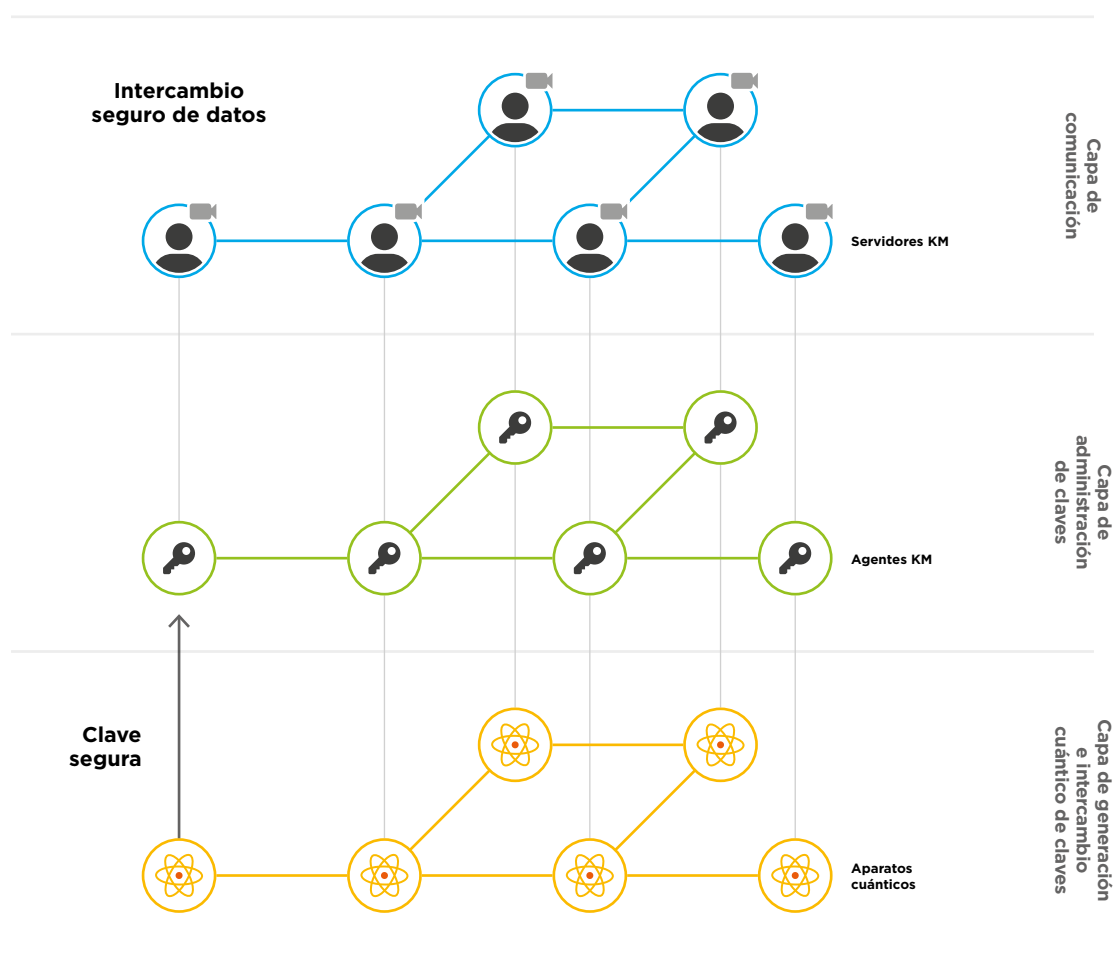 Intercambio
seguro de datos
Capa de
comunicación
Servidores KM
Capa de
administración
de claves
Agentes KM
Clave
segura
Capa de generación
e intercambio
cuántico de claves
Aparatos
cuánticos